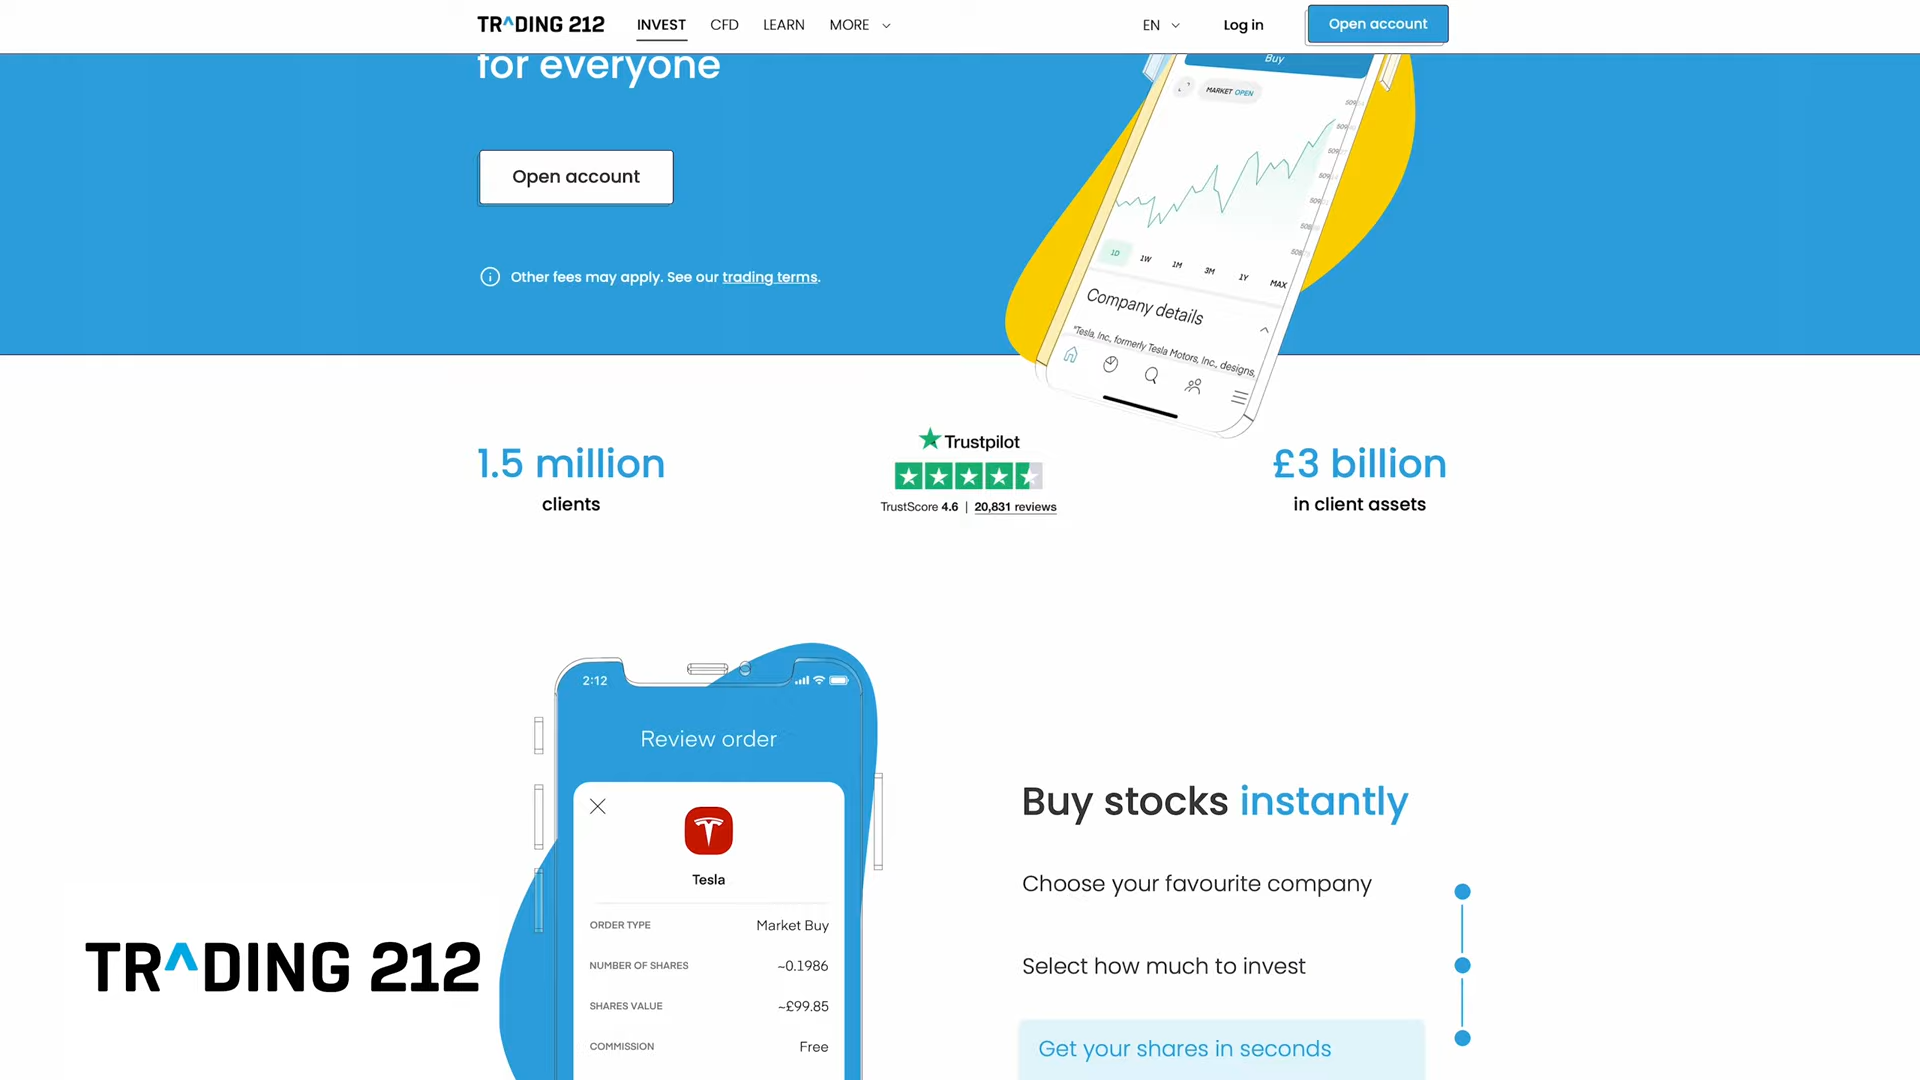 TR^DING 212 INVEST CFD LEARN MORE EN Log in Open account
for everyone
Open account
Other fees may apply. See our trading terms.
Buy
MARKET OPEN
1D 1W 1M 3M 1Y MAX
Company details
"Tesla, Inc., formerly Tesla Motors, Inc., designs,
1.5 million
clients
Trustpilot
TrustScore 4.6 | 20,831 reviews
£3 billion
in client assets
2:12
Review order
Tesla
ORDER TYPE Market Buy
NUMBER OF SHARES ~0.1986
SHARES VALUE ~£99.85
COMMISSION Free
Buy stocks instantly
Choose your favourite company
Select how much to invest
Get your shares in seconds
TR^DING 212